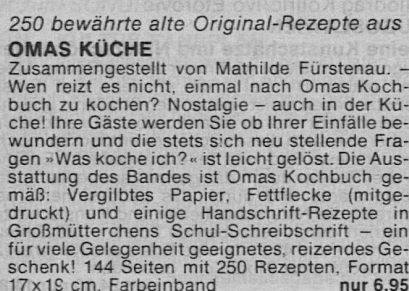 250 bewährte alte Original-Rezepte aus
OMAS KÜCHE
Zusammengestellt von Mathilde Fürstenau. –
Wen reizt es nicht, einmal nach Omas Koch-
buch zu kochen? Nostalgie – auch in der Kü-
che! Ihre Gäste werden Sie ob Ihrer Einfälle be-
wundern und die stets sich neu stellende Fra-
gen »Was koche ich?« ist leicht gelöst. Die Aus-
stattung des Bandes ist Omas Kochbuch ge-
mäß: Vergilbtes Papier, Fettflecke (mitge-
druckt) und einige Handschrift-Rezepte in
Großmütterchens Schul-Schreibschrift – ein
für viele Gelegenheit geeignetes, reizendes Ge-
schenk! 144 Seiten mit 250 Rezepten, Format
17x19 cm, Farbeinband nur 6,95